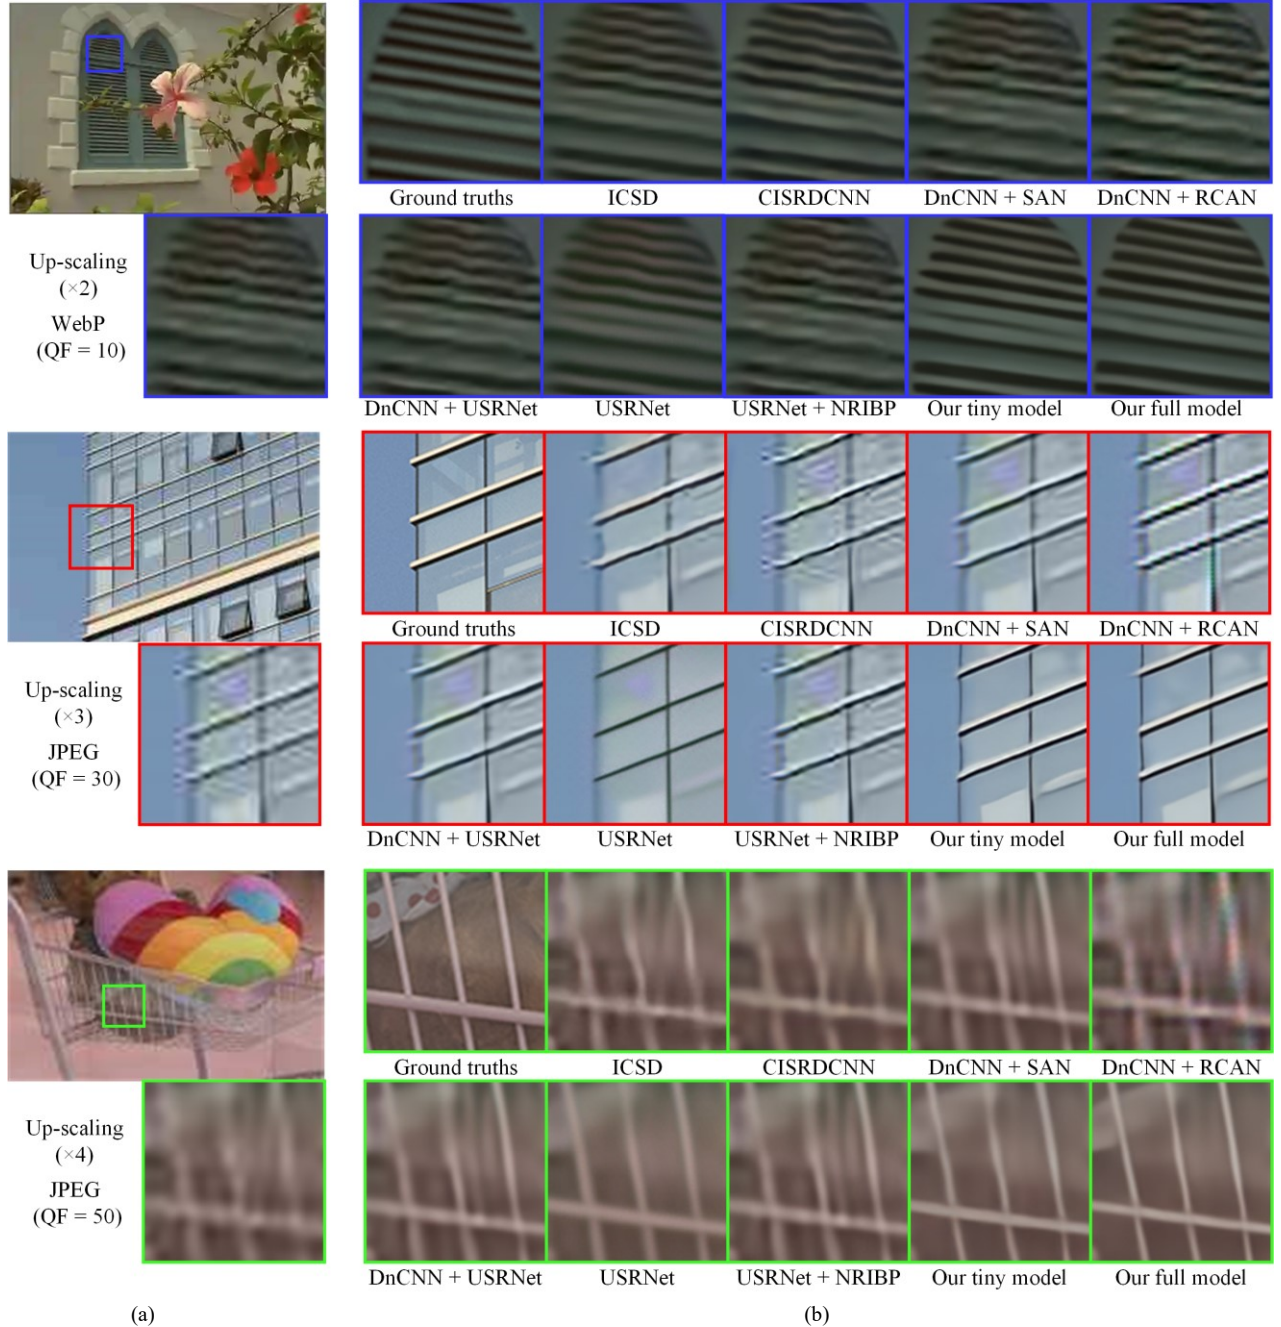 Ground truths
ICSD
CISRDCNN
DnCNN + SAN
DnCNN + RCAN
Up-scaling
(×2)
WebP
(QF = 10)
DnCNN + USRNet
USRNet
USRNet + NRIBP
Our tiny model
Our full model
Ground truths
ICSD
CISRDCNN
DnCNN + SAN
DnCNN + RCAN
Up-scaling
(×3)
JPEG
(QF = 30)
DnCNN + USRNet
USRNet
USRNet + NRIBP
Our tiny model
Our full model
Ground truths
ICSD
CISRDCNN
DnCNN + SAN
DnCNN + RCAN
Up-scaling
(×4)
JPEG
(QF = 50)
DnCNN + USRNet
USRNet
USRNet + NRIBP
Our tiny model
Our full model
(a)
(b)